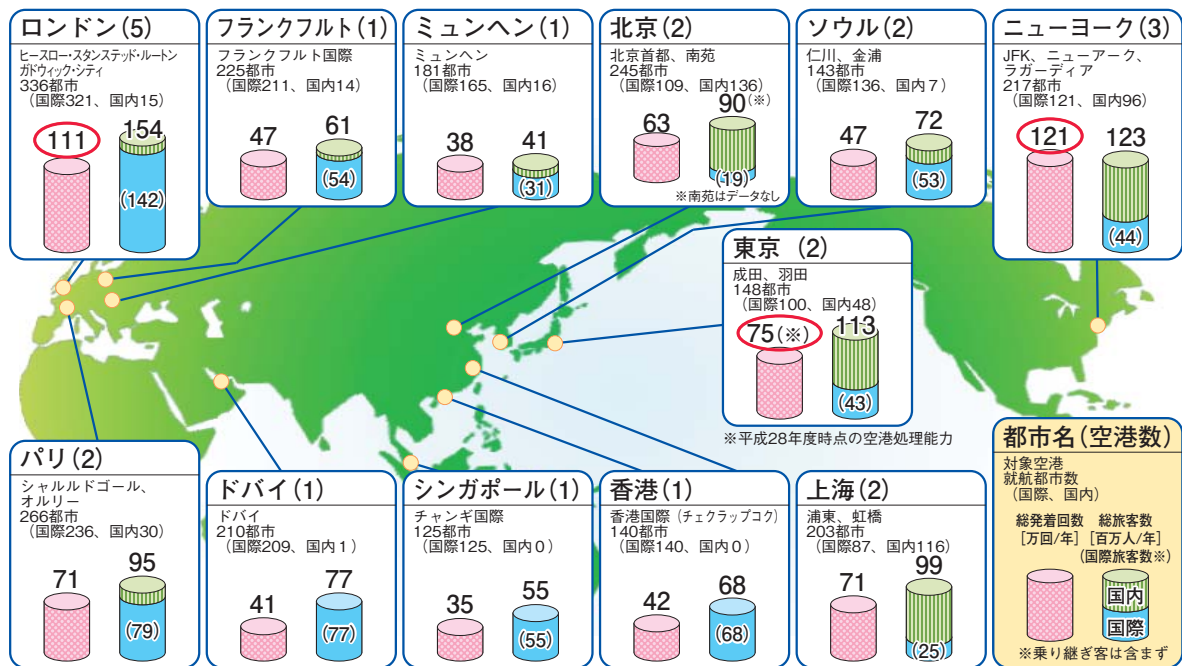 ロンドン(5)
ヒースロー・スタンステッド・ルートン
ガドウィック・シティ
336都市
(国際321、国内15)
111
154
(142)
フランクフルト(1)
フランクフルト国際
225都市
(国際211、国内14)
47
61
(54)
ミュンヘン(1)
ミュンヘン
181都市
(国際165、国内16)
38
41
(31)
北京(2)
北京首都、南苑
245都市
(国際109、国内136)
63
90(※)
(19)
※南苑はデータなし
ソウル(2)
仁川、金浦
143都市
(国際136、国内7)
47
72
(53)
ニューヨーク(3)
JFK、ニューアーク、
ラガーディア
217都市
(国際121、国内96)
121
123
(44)
東京 (2)
成田、羽田
148都市
(国際100、国内48)
75(※)
113
(43)
※平成28年度時点の空港処理能力
パリ(2)
シャルルドゴール、
オルリー
266都市
(国際236、国内30)
71
95
(79)
ドバイ(1)
ドバイ
210都市
(国際209、国内1)
41
77
(77)
シンガポール(1)
チャンギ国際
125都市
(国際125、国内0)
35
55
(55)
香港(1)
香港国際(チェクラップコク)
140都市
(国際140、国内0)
42
68
(68)
上海(2)
浦東、虹橋
203都市
(国際87、国内116)
71
99
(25)
都市名(空港数)
対象空港
就航都市数
(国際、国内)
総発着回数 総旅客数
[万回/年] [百万人/年]
(国際旅客数※)
国内
国際
※乗り継ぎ客は含まず